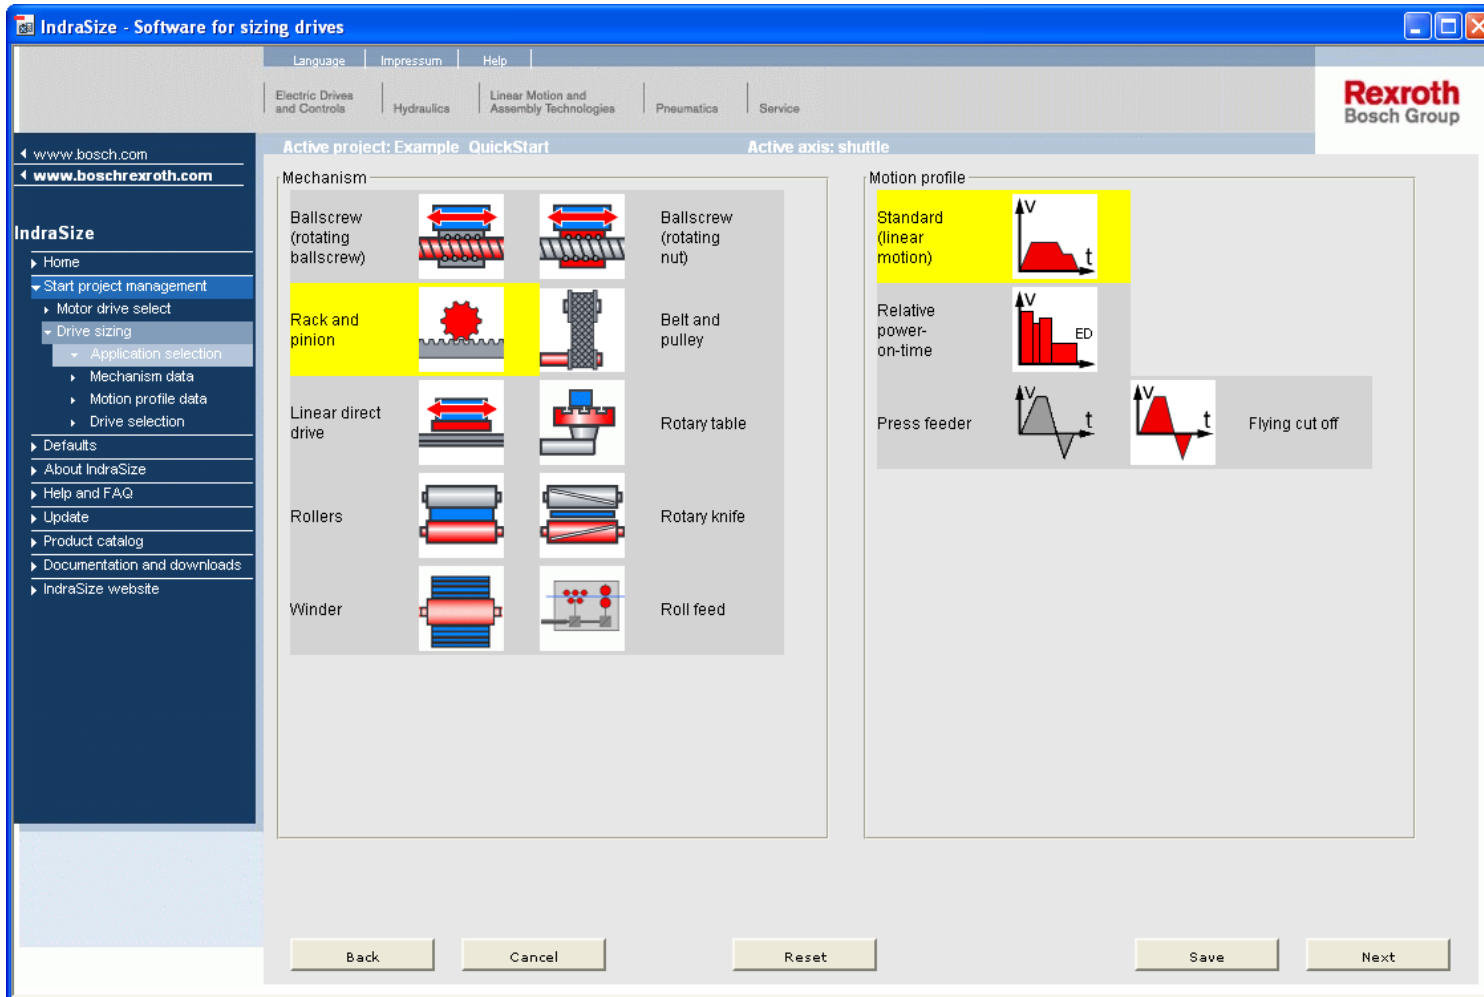 IndraSize - Software for sizing drives
Language Impressum Help
Electric Drives
and Controls
Hydraulics
Linear Motion and
Assembly Technologies
Pneumatics
Service
Rexroth
Bosch Group
Active project: Example_QuickStart Active axis: shuttle
www.bosch.com
www.boschrexroth.com
IndraSize
Home
Start project management
Motor drive select
Drive sizing
Application selection
Mechanism data
Motion profile data
Drive selection
Defaults
About IndraSize
Help and FAQ
Update
Product catalog
Documentation and downloads
IndraSize website
Mechanism
Ballscrew
(rotating
ballscrew)
Ballscrew
(rotating
nut)
Rack and
pinion
Belt and
pulley
Linear direct
drive
Rotary table
Rollers
Rotary knife
Winder
Roll feed
Motion profile
Standard
(linear
motion)
V
t
Relative
power-
on-time
V
ED
Press feeder
V
t
V
t
Flying cut off
Back Cancel Reset Save Next